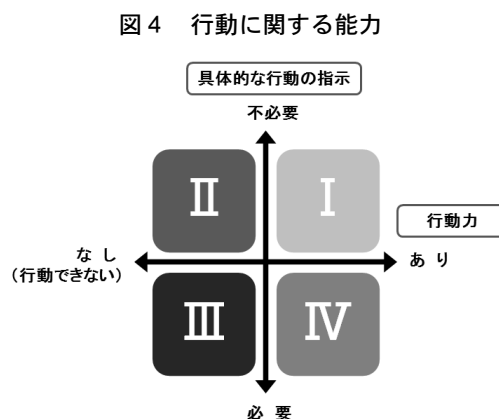 図4 行動に関する能力
具体的な行動の指示
不必要
Ⅱ
Ⅰ
行動力
なし
(行動できない)
あり
Ⅲ
Ⅳ
必要